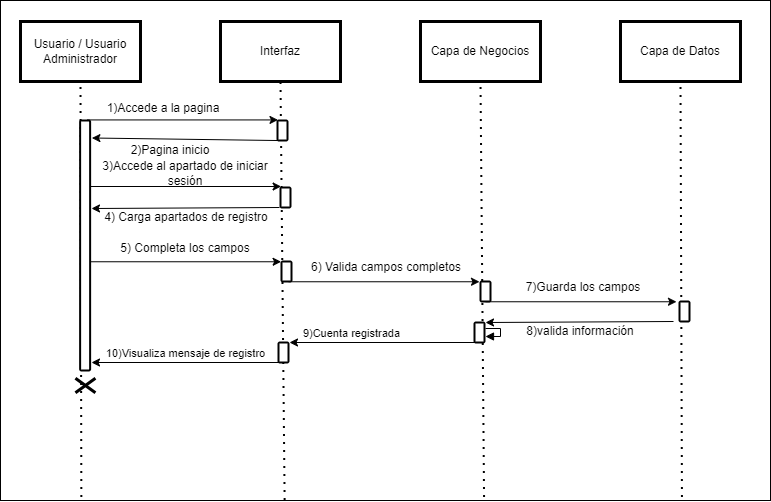 Usuario / Usuario
Administrador
Interfaz
Capa de Negocios
Capa de Datos
1)Accede a la pagina
2)Pagina inicio
3)Accede al apartado de iniciar
sesión
4) Carga apartados de registro
5) Completa los campos
6) Valida campos completos
7)Guarda los campos
8)valida información
9)Cuenta registrada
10)Visualiza mensaje de registro